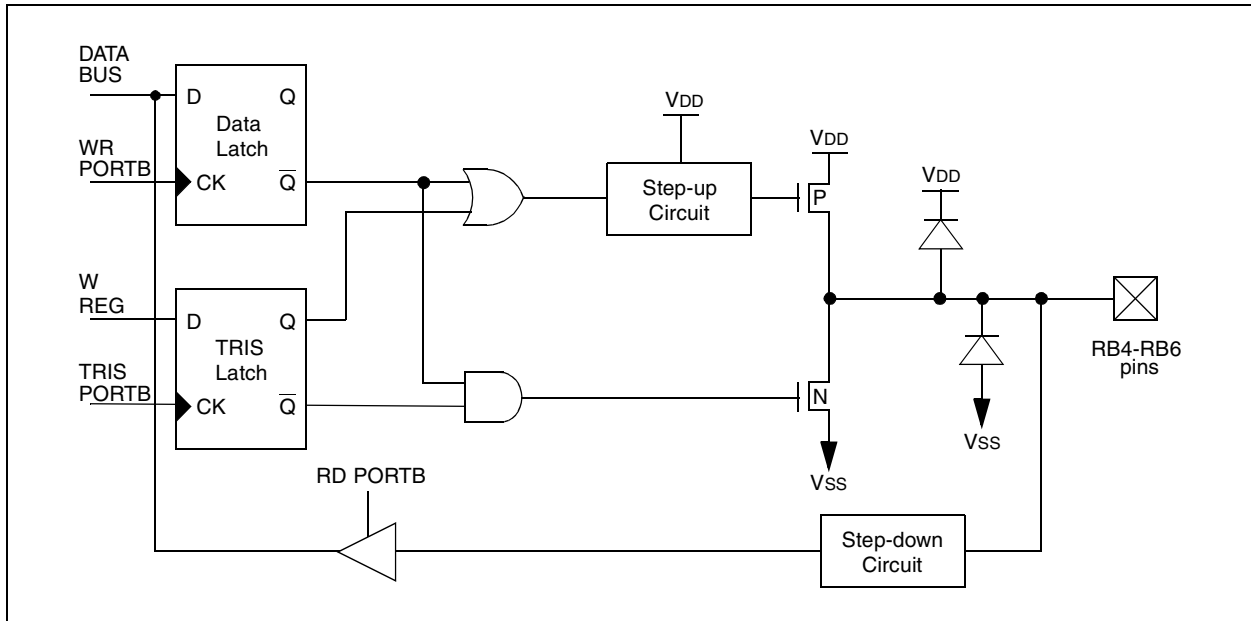 DATA
BUS
D
Q
Data
Latch
WR
PORTB
CK
Q
VDD
Step-up
Circuit
VDD
P
VDD
W
REG
D
Q
TRIS
Latch
TRIS
PORTB
CK
Q
N
VSS
VSS
RB4-RB6
pins
RD PORTB
Step-down
Circuit